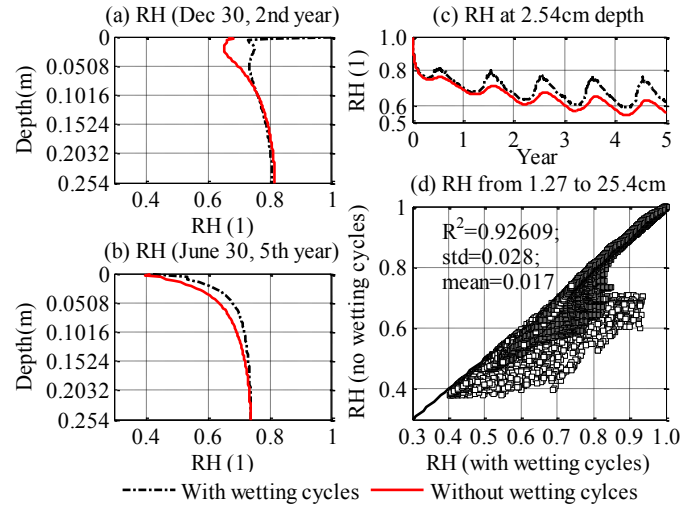 (a) RH (Dec 30, 2nd year)
0
0.0508
0.1016
0.1524
0.2032
0.254
Depth(m)
0.4 0.6 0.8 1
RH (1)
(b) RH (June 30, 5th year)
0
0.0508
0.1016
0.1524
0.2032
0.254
Depth(m)
0.4 0.6 0.8 1
RH (1)
(c) RH at 2.54cm depth
1.0
0.8
0.6
0.5
RH (1)
0 1 2 3 4 5
Year
(d) RH from 1.27 to 25.4cm
R2=0.92609;
std=0.028;
mean=0.017
1
0.8
0.6
0.4
RH (no wetting cycles)
0.3 0.4 0.5 0.6 0.7 0.8 0.9 1.0
RH (with wetting cycles)
With wetting cycles Without wetting cylces